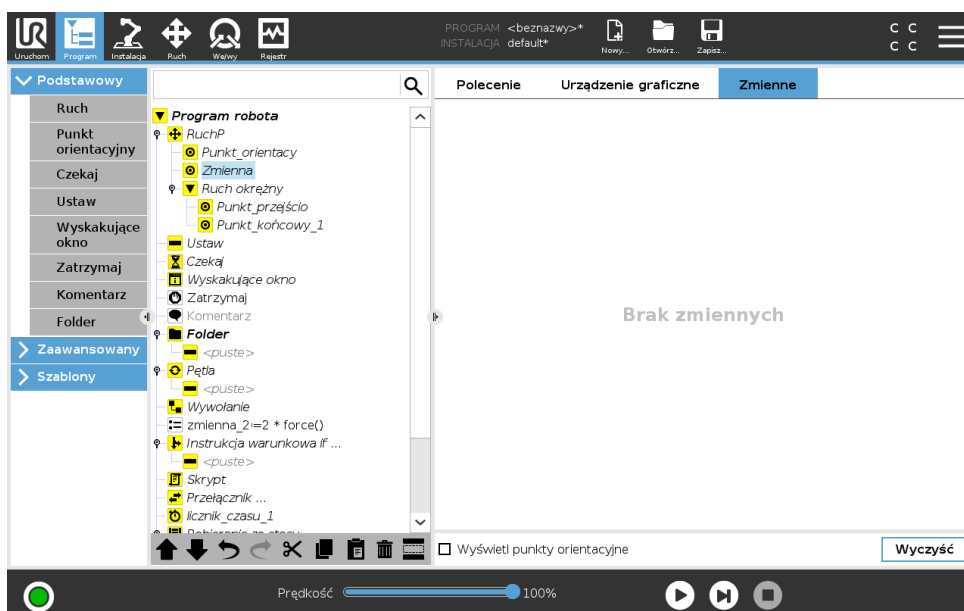 UR
PROGRAM <beznazwy>*
INSTALACJA default*
C C
C C
Uruchom Program Instalacja Ruch We/wy Rejestr
Nowy... Otwórz... Zapisz...
Podstawowy
Ruch
Punkt
orientacyjny
Czekaj
Ustaw
Wyskakujące
okno
Zatrzymaj
Komentarz
Folder
Zaawansowany
Szablony
Program robota
RuchP
Punkt_orientacy
Zmienna
Ruch okrężny
Punkt_przejścio
Punkt_końcowy_1
Ustaw
Czekaj
Wyskakujące okno
Zatrzymaj
Komentarz
Folder
<puste>
Pętla
<puste>
Wywołanie
zmienna_2:=2 * force()
Instrukcja warunkowa if ...
<puste>
Skrypt
Przełącznik ...
licznik_czasu_1
Polecenie Urządzenie graficzne Zmienne
Brak zmiennych
Wyświetl punkty orientacyjne
Wyczyść
Prędkość 100%